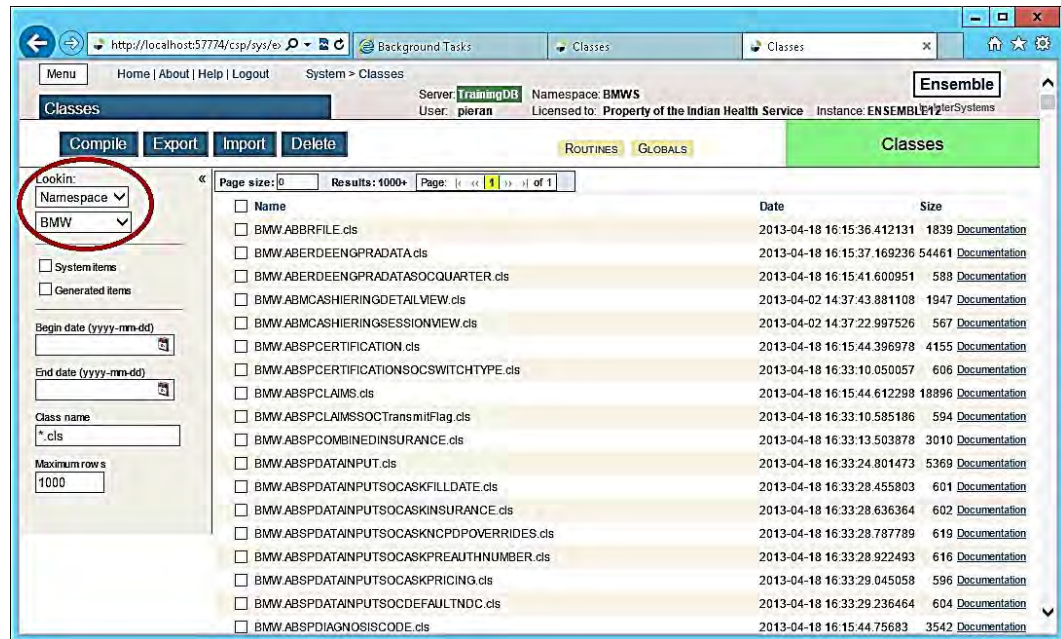 http://localhost:57774/csp/sys/e
Background Tasks
Classes
Classes
Menu
Home | About | Help | Logout
System > Classes
Server: TrainingDB Namespace: BMWS
User: pieran Licensed to: Property of the Indian Health Service Instance: ENSEMBLE12
Ensemble
InterSystems
Classes
Compile Export Import Delete
ROUTINES GLOBALS
Classes
Lookin:
Namespace
BMW
System items
Generated items
Begin date (yyyy-mm-dd)
End date (yyyy-mm-dd)
Class name
*.cls
Maximum rows
1000
Page size: 0 Results: 1000+ Page: |‹ ‹‹ 1 ›› ›| of 1
Name Date Size
BMW.ABBRFILE.cls 2013-04-18 16:15:36.412131 1839 Documentation
BMW.ABERDEENGPRADATA.cls 2013-04-18 16:15:37.169236 54461 Documentation
BMW.ABERDEENGPRADATASOCQUARTER.cls 2013-04-18 16:15:41.600951 588 Documentation
BMW.ABMCASHIERINGDETAILVIEW.cls 2013-04-02 14:37:43.881108 1947 Documentation
BMW.ABMCASHIERINGSESSIONVIEW.cls 2013-04-02 14:37:22.997526 567 Documentation
BMW.ABSPCERTIFICATION.cls 2013-04-18 16:15:44.396978 4155 Documentation
BMW.ABSPCERTIFICATIONSOCSWITCHTYPE.cls 2013-04-18 16:33:10.050057 606 Documentation
BMW.ABSPCLAIMS.cls 2013-04-18 16:15:44.612298 18896 Documentation
BMW.ABSPCLAIMSSOCTransmitFlag.cls 2013-04-18 16:33:10.585186 594 Documentation
BMW.ABSPCOMBINEDINSURANCE.cls 2013-04-18 16:33:13.503878 3010 Documentation
BMW.ABSPDATAINPUT.cls 2013-04-18 16:33:24.801473 5369 Documentation
BMW.ABSPDATAINPUTSOCASKFILLDATE.cls 2013-04-18 16:33:28.455803 601 Documentation
BMW.ABSPDATAINPUTSOCASKINSURANCE.cls 2013-04-18 16:33:28.636364 602 Documentation
BMW.ABSPDATAINPUTSOCASKNCPDPOVERRIDES.cls 2013-04-18 16:33:28.787789 619 Documentation
BMW.ABSPDATAINPUTSOCASKPREAUTHNUMBER.cls 2013-04-18 16:33:28.922493 616 Documentation
BMW.ABSPDATAINPUTSOCASKPRICING.cls 2013-04-18 16:33:29.045058 596 Documentation
BMW.ABSPDATAINPUTSOCDEFAULTNDC.cls 2013-04-18 16:33:29.236464 604 Documentation
BMW.ABSPDIAGNOSISCODE.cls 2013-04-18 16:15:44.75683 3542 Documentation